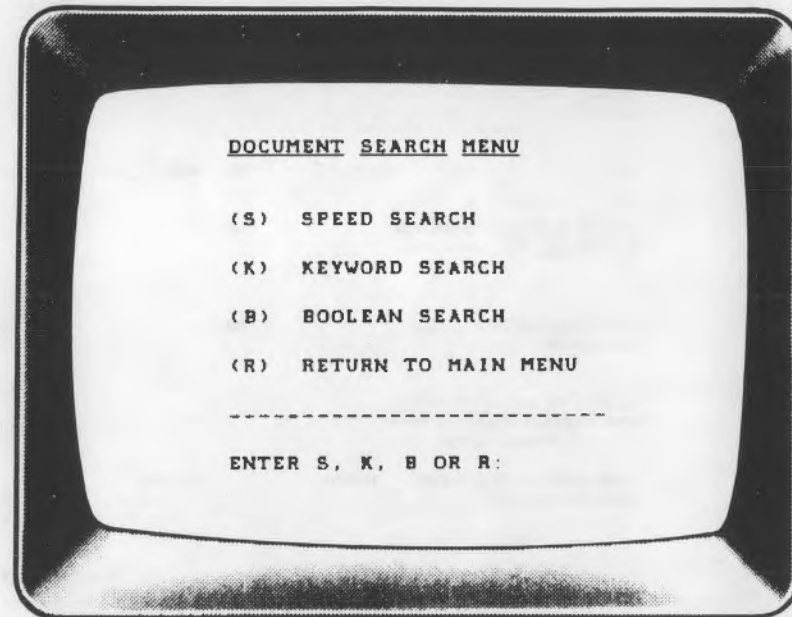 DOCUMENT SEARCH MENU
(S) SPEED SEARCH
(K) KEYWORD SEARCH
(B) BOOLEAN SEARCH
(R) RETURN TO MAIN MENU
--------------------------
ENTER S, K, B OR R: